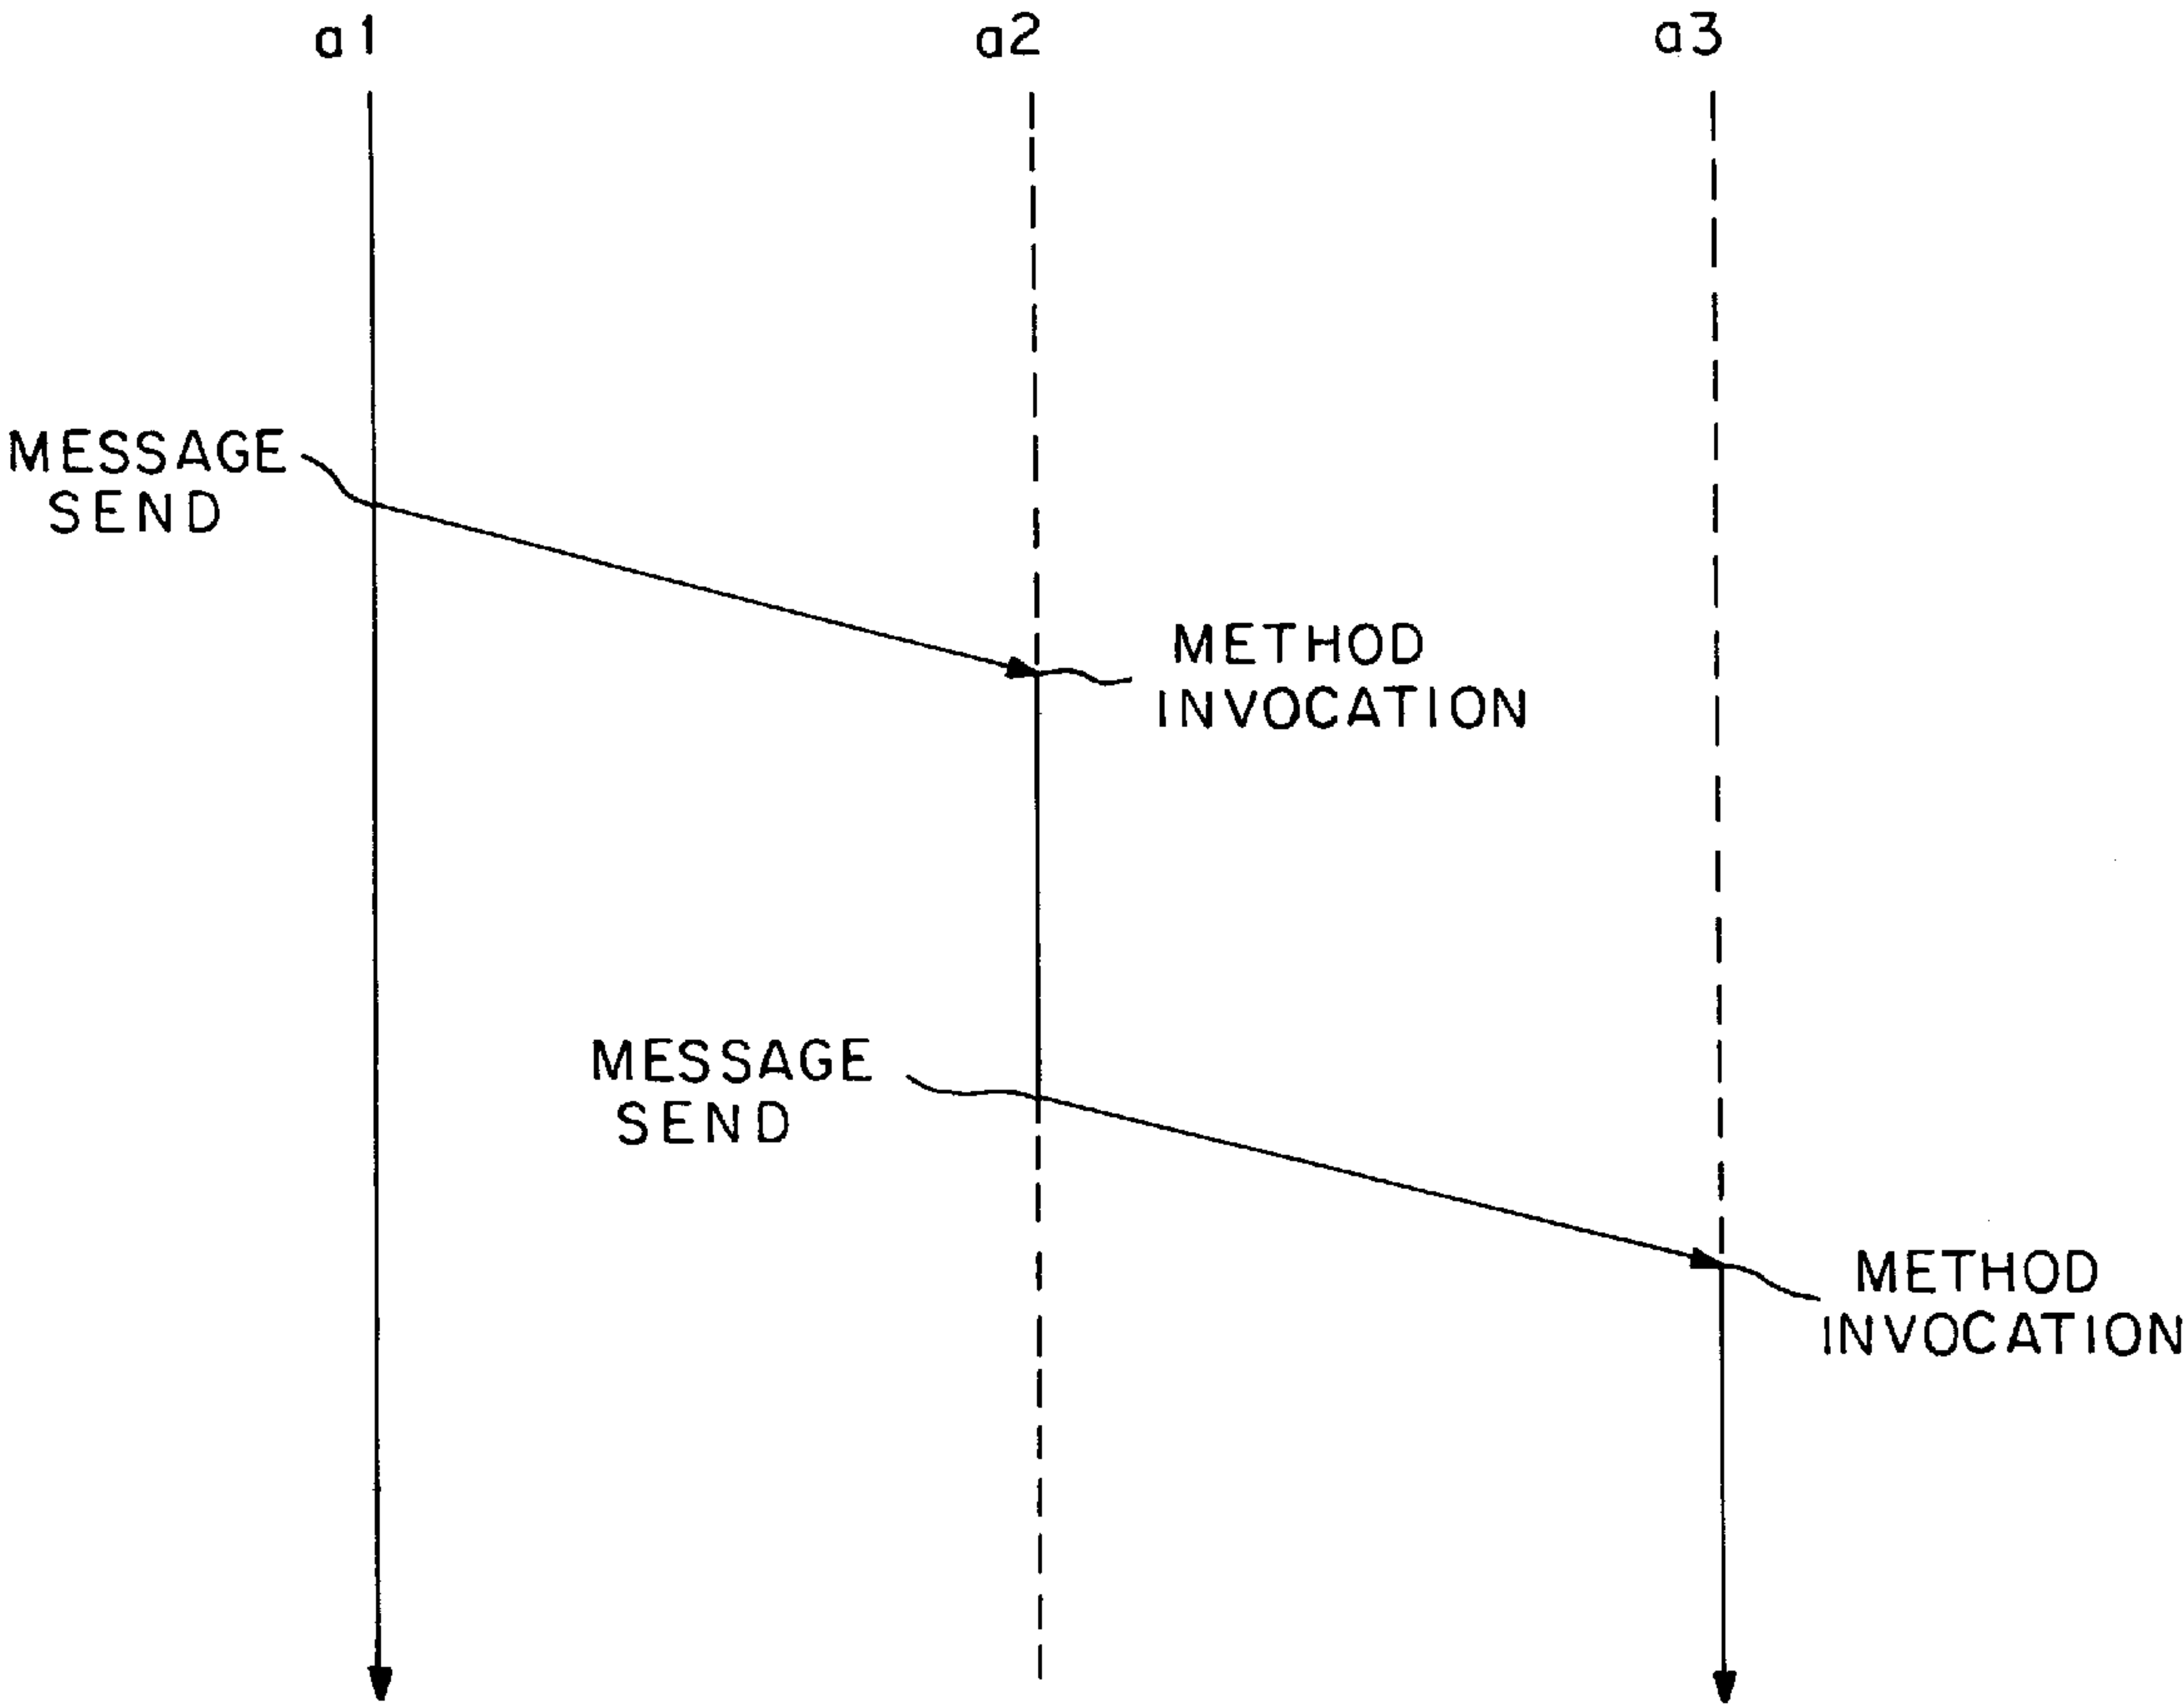 a1
a2
a3
MESSAGE
SEND
METHOD
INVOCATION
MESSAGE
SEND
METHOD
INVOCATION